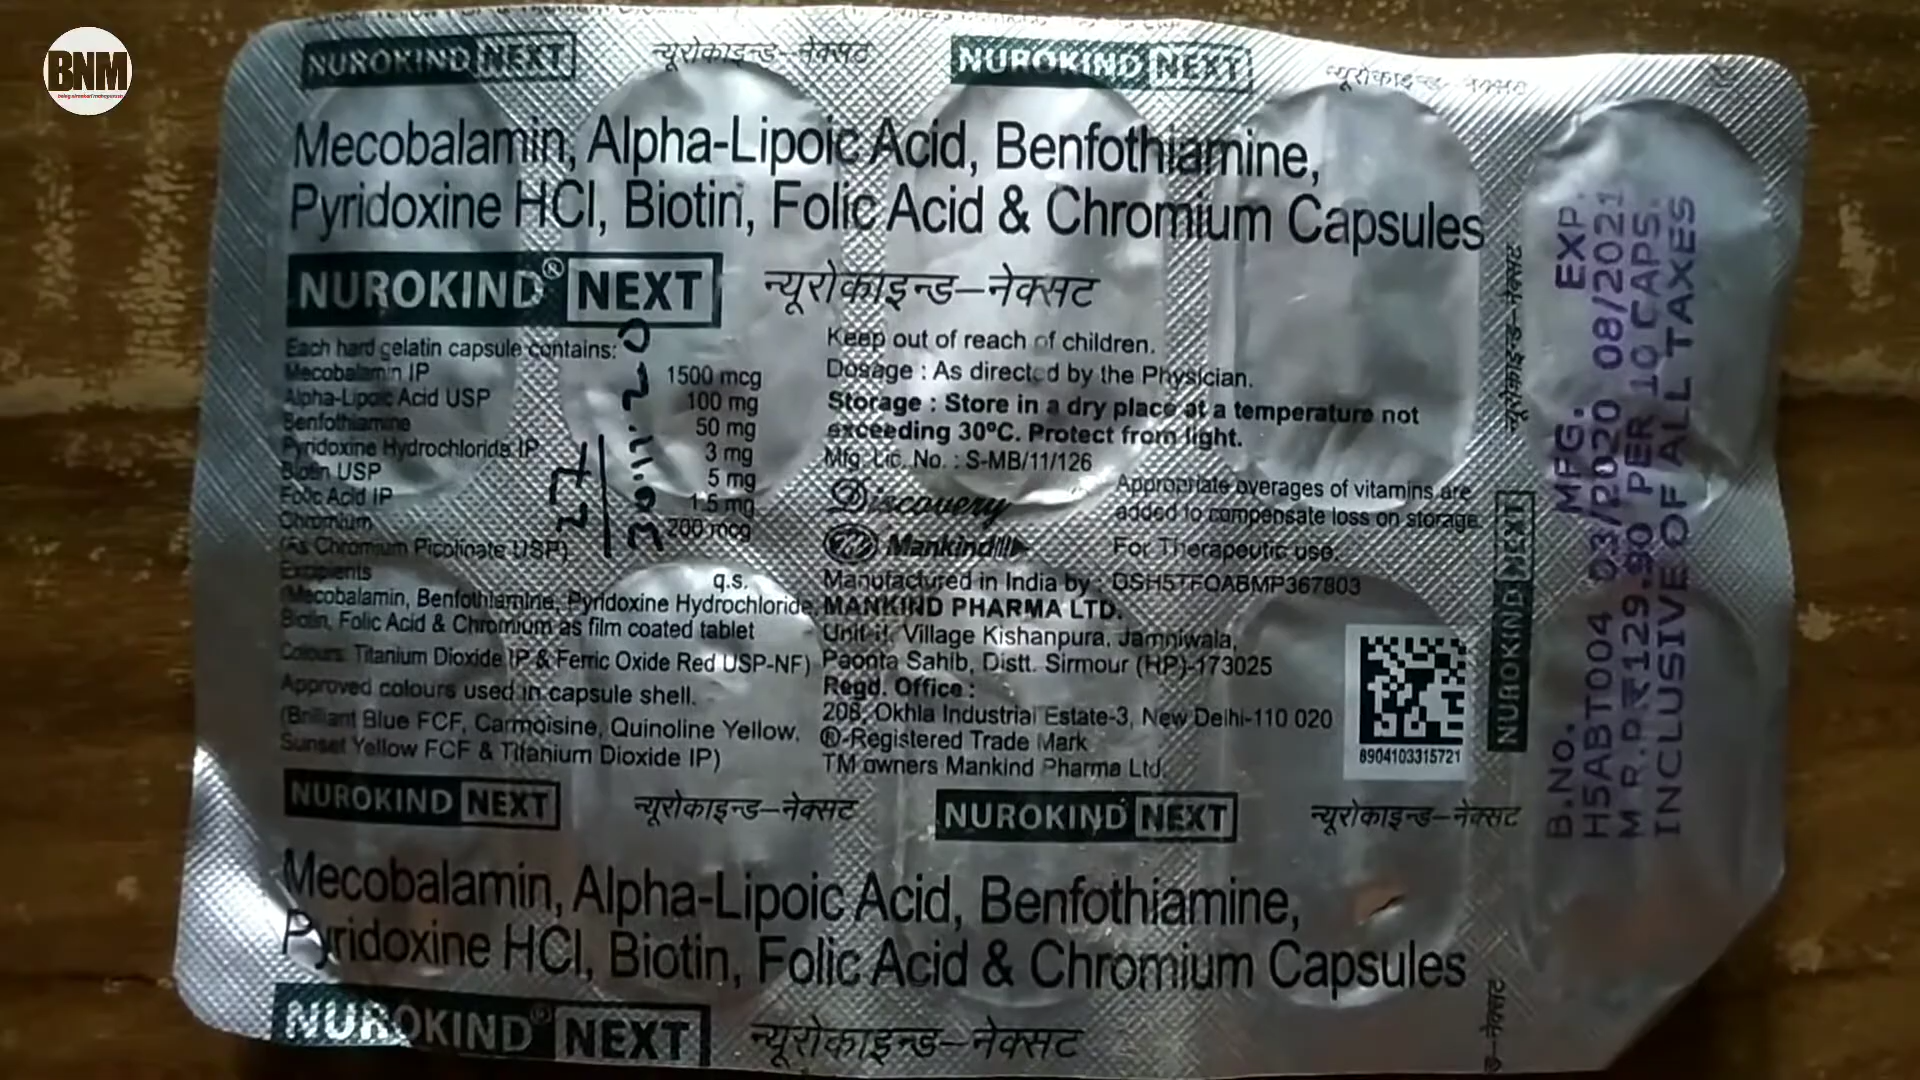 BNM
NUROKIND NEXT न्यूरोकाइन्ड-नेक्सट NUROKIND NEXT न्यूरोकाइन्ड-नेक्सट
Mecobalamin, Alpha-Lipoic Acid, Benfothiamine,
Pyridoxine HCl, Biotin, Folic Acid & Chromium Capsules
NUROKIND® NEXT न्यूरोकाइन्ड-नेक्सट
Each hard gelatin capsule contains:
Mecobalamin IP 1500 mcg
Alpha-Lipoic Acid USP 100 mg
Benfothiamine 50 mg
Pyridoxine Hydrochloride IP 3 mg
Biotin USP 5 mg
Folic Acid IP 1.5 mg
Chromium 200 mcg
(As Chromium Picolinate USP)
Excipients q.s.
(Mecobalamin, Benfothiamine, Pyridoxine Hydrochloride,
Biotin, Folic Acid & Chromium as film coated tablet
Colours: Titanium Dioxide IP & Ferric Oxide Red USP-NF)
Approved colours used in capsule shell.
(Brilliant Blue FCF, Carmoisine, Quinoline Yellow,
Sunset Yellow FCF & Titanium Dioxide IP)
27
30.11.20
Keep out of reach of children.
Dosage : As directed by the Physician.
Storage : Store in a dry place at a temperature not
exceeding 30°C. Protect from light.
Mfg. Lic. No. : S-MB/11/126
Discovery
Mankind
Appropriate overages of vitamins are
added to compensate loss on storage.
For Therapeutic use.
Manufactured in India by : OSH5TFOABMP367803
MANKIND PHARMA LTD.
Unit-II, Village Kishanpura, Jamniwala,
Paonta Sahib, Distt. Sirmour (HP)-173025
Regd. Office :
208, Okhla Industrial Estate-3, New Delhi-110 020
®-Registered Trade Mark
TM owners Mankind Pharma Ltd.
8904103315721
न्यूरोकाइन्ड-नेक्सट
NUROKIND NEXT
B.NO. MFG. EXP.
H5ABT004 03/2020 08/2021
M.R.P.₹129.90 PER 10 CAPS.
INCLUSIVE OF ALL TAXES
NUROKIND NEXT न्यूरोकाइन्ड-नेक्सट NUROKIND NEXT न्यूरोकाइन्ड-नेक्सट
Mecobalamin, Alpha-Lipoic Acid, Benfothiamine,
Pyridoxine HCl, Biotin, Folic Acid & Chromium Capsules
NUROKIND® NEXT न्यूरोकाइन्ड-नेक्सट
ड-नेक्सट